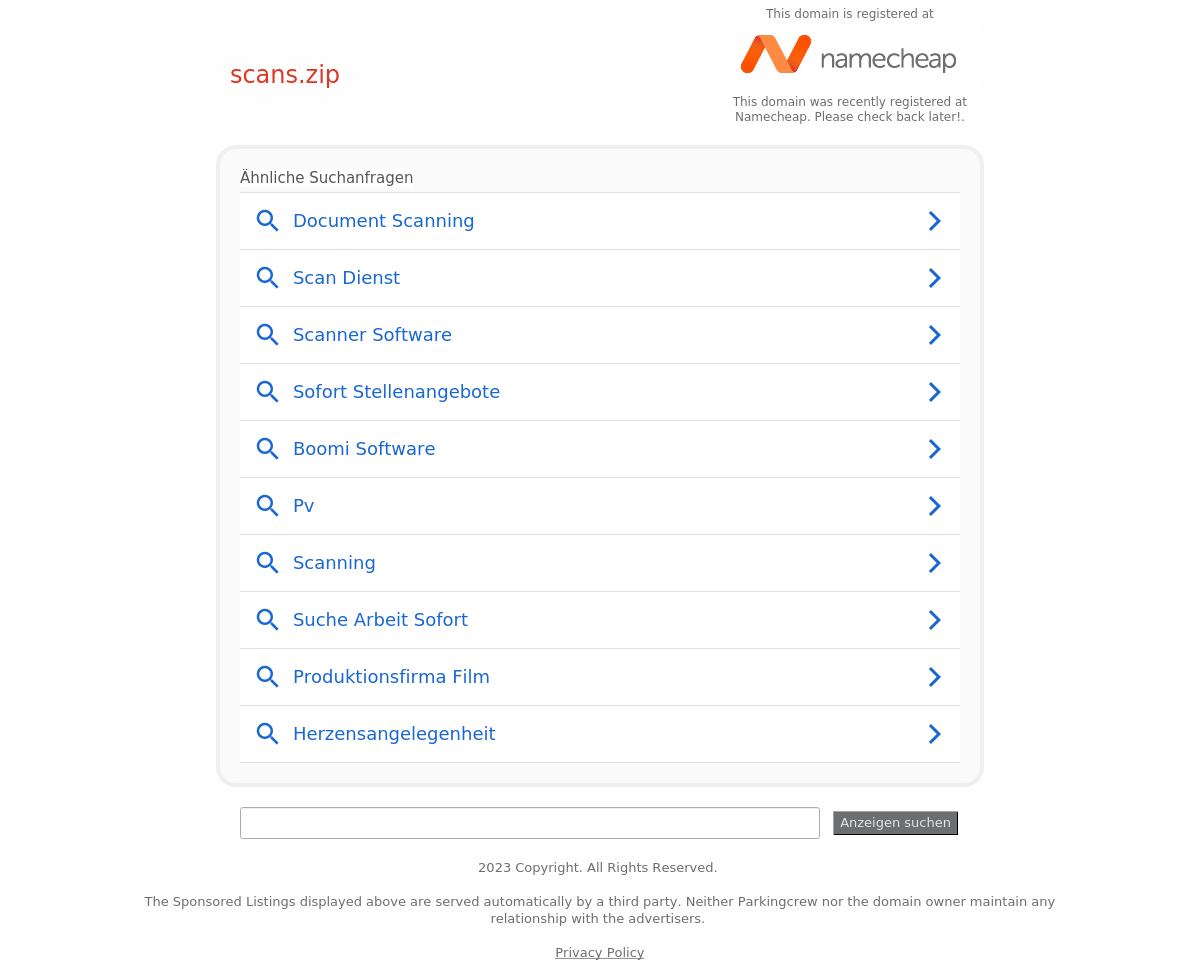 This domain is registered at
namecheap
scans.zip
This domain was recently registered at
Namecheap. Please check back later!.
Ähnliche Suchanfragen
Document Scanning
Scan Dienst
Scanner Software
Sofort Stellenangebote
Boomi Software
Pv
Scanning
Suche Arbeit Sofort
Produktionsfirma Film
Herzensangelegenheit
Anzeigen suchen
2023 Copyright. All Rights Reserved.
The Sponsored Listings displayed above are served automatically by a third party. Neither Parkingcrew nor the domain owner maintain any
relationship with the advertisers.
Privacy Policy